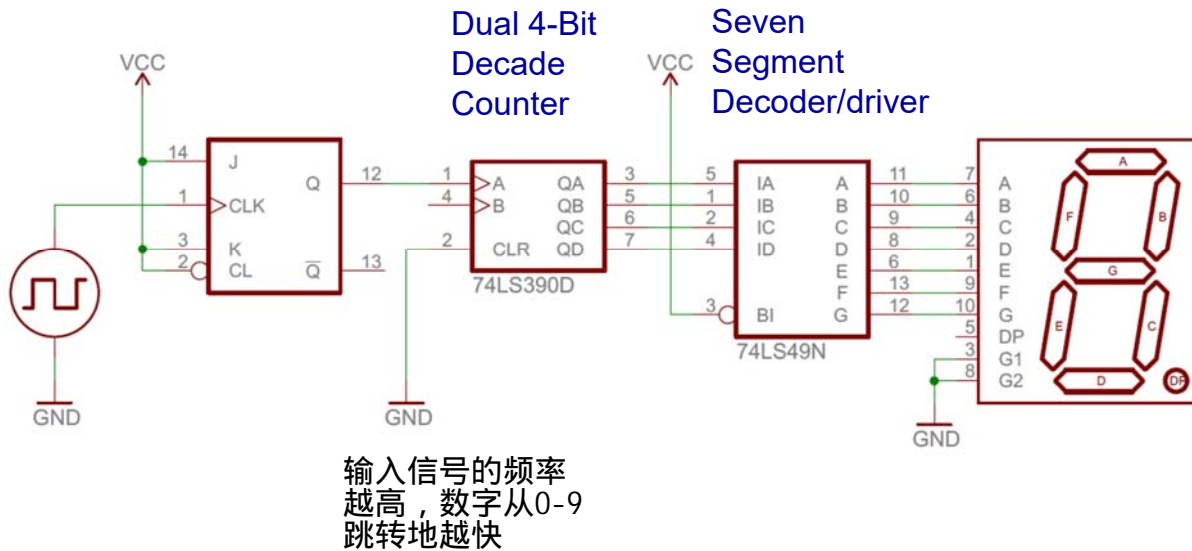 Dual 4-Bit
Decade
Counter
Seven
Segment
Decoder/driver
VCC
VCC
14 J
Q 12
1 CLK
3 K
2 CL
Q 13
GND
1 A
4 B
2 CLR
QA 3
QB 5
QC 6
QD 7
74LS390D
GND
5 IA
1 IB
2 IC
4 ID
3 BI
A 11
B 10
C 9
D 8
E 6
F 13
G 12
74LS49N
7 A
6 B
4 C
2 D
1 E
9 F
10 G
5 DP
3 G1
8 G2
GND
A
F
B
G
E
C
D
DP
输入信号的频率
越高，数字从0-9
跳转地越快